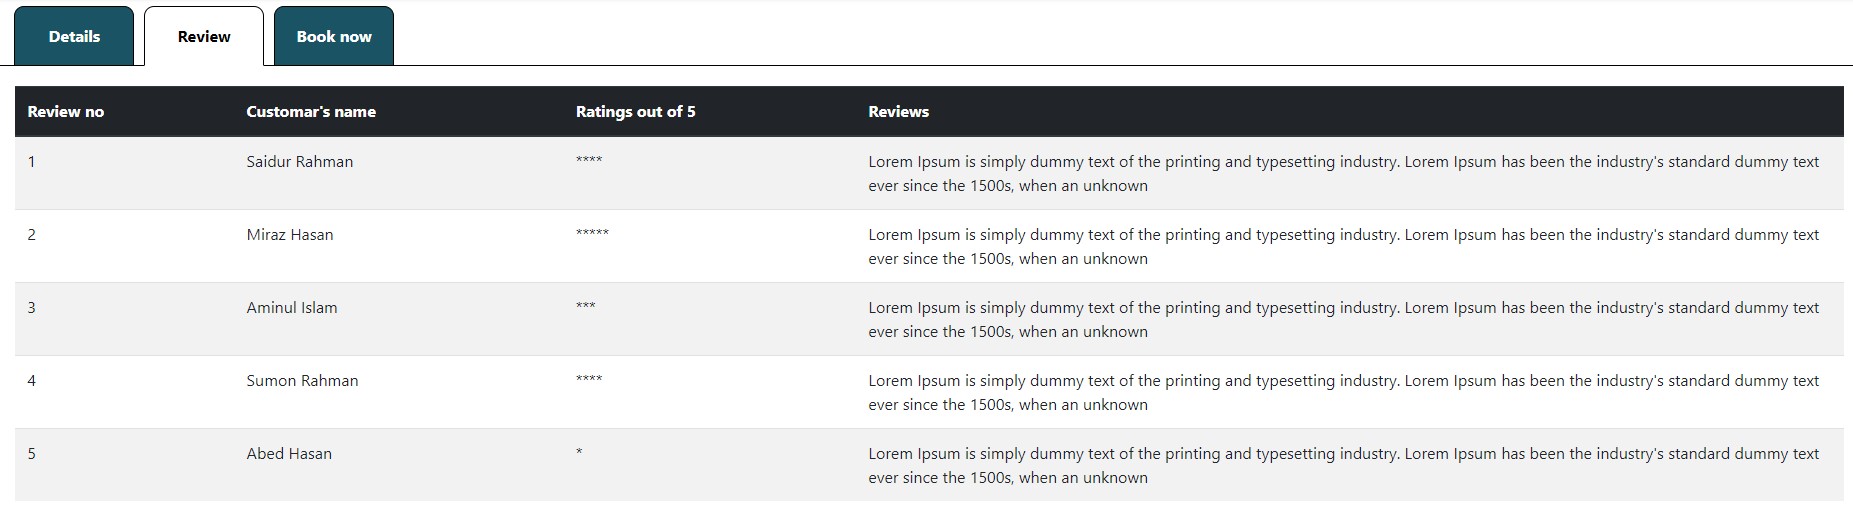 Details Review Book now
Review no Customar's name Ratings out of 5 Reviews
1 Saidur Rahman **** Lorem Ipsum is simply dummy text of the printing and typesetting industry. Lorem Ipsum has been the industry's standard dummy text
ever since the 1500s, when an unknown
2 Miraz Hasan ***** Lorem Ipsum is simply dummy text of the printing and typesetting industry. Lorem Ipsum has been the industry's standard dummy text
ever since the 1500s, when an unknown
3 Aminul Islam *** Lorem Ipsum is simply dummy text of the printing and typesetting industry. Lorem Ipsum has been the industry's standard dummy text
ever since the 1500s, when an unknown
4 Sumon Rahman **** Lorem Ipsum is simply dummy text of the printing and typesetting industry. Lorem Ipsum has been the industry's standard dummy text
ever since the 1500s, when an unknown
5 Abed Hasan * Lorem Ipsum is simply dummy text of the printing and typesetting industry. Lorem Ipsum has been the industry's standard dummy text
ever since the 1500s, when an unknown